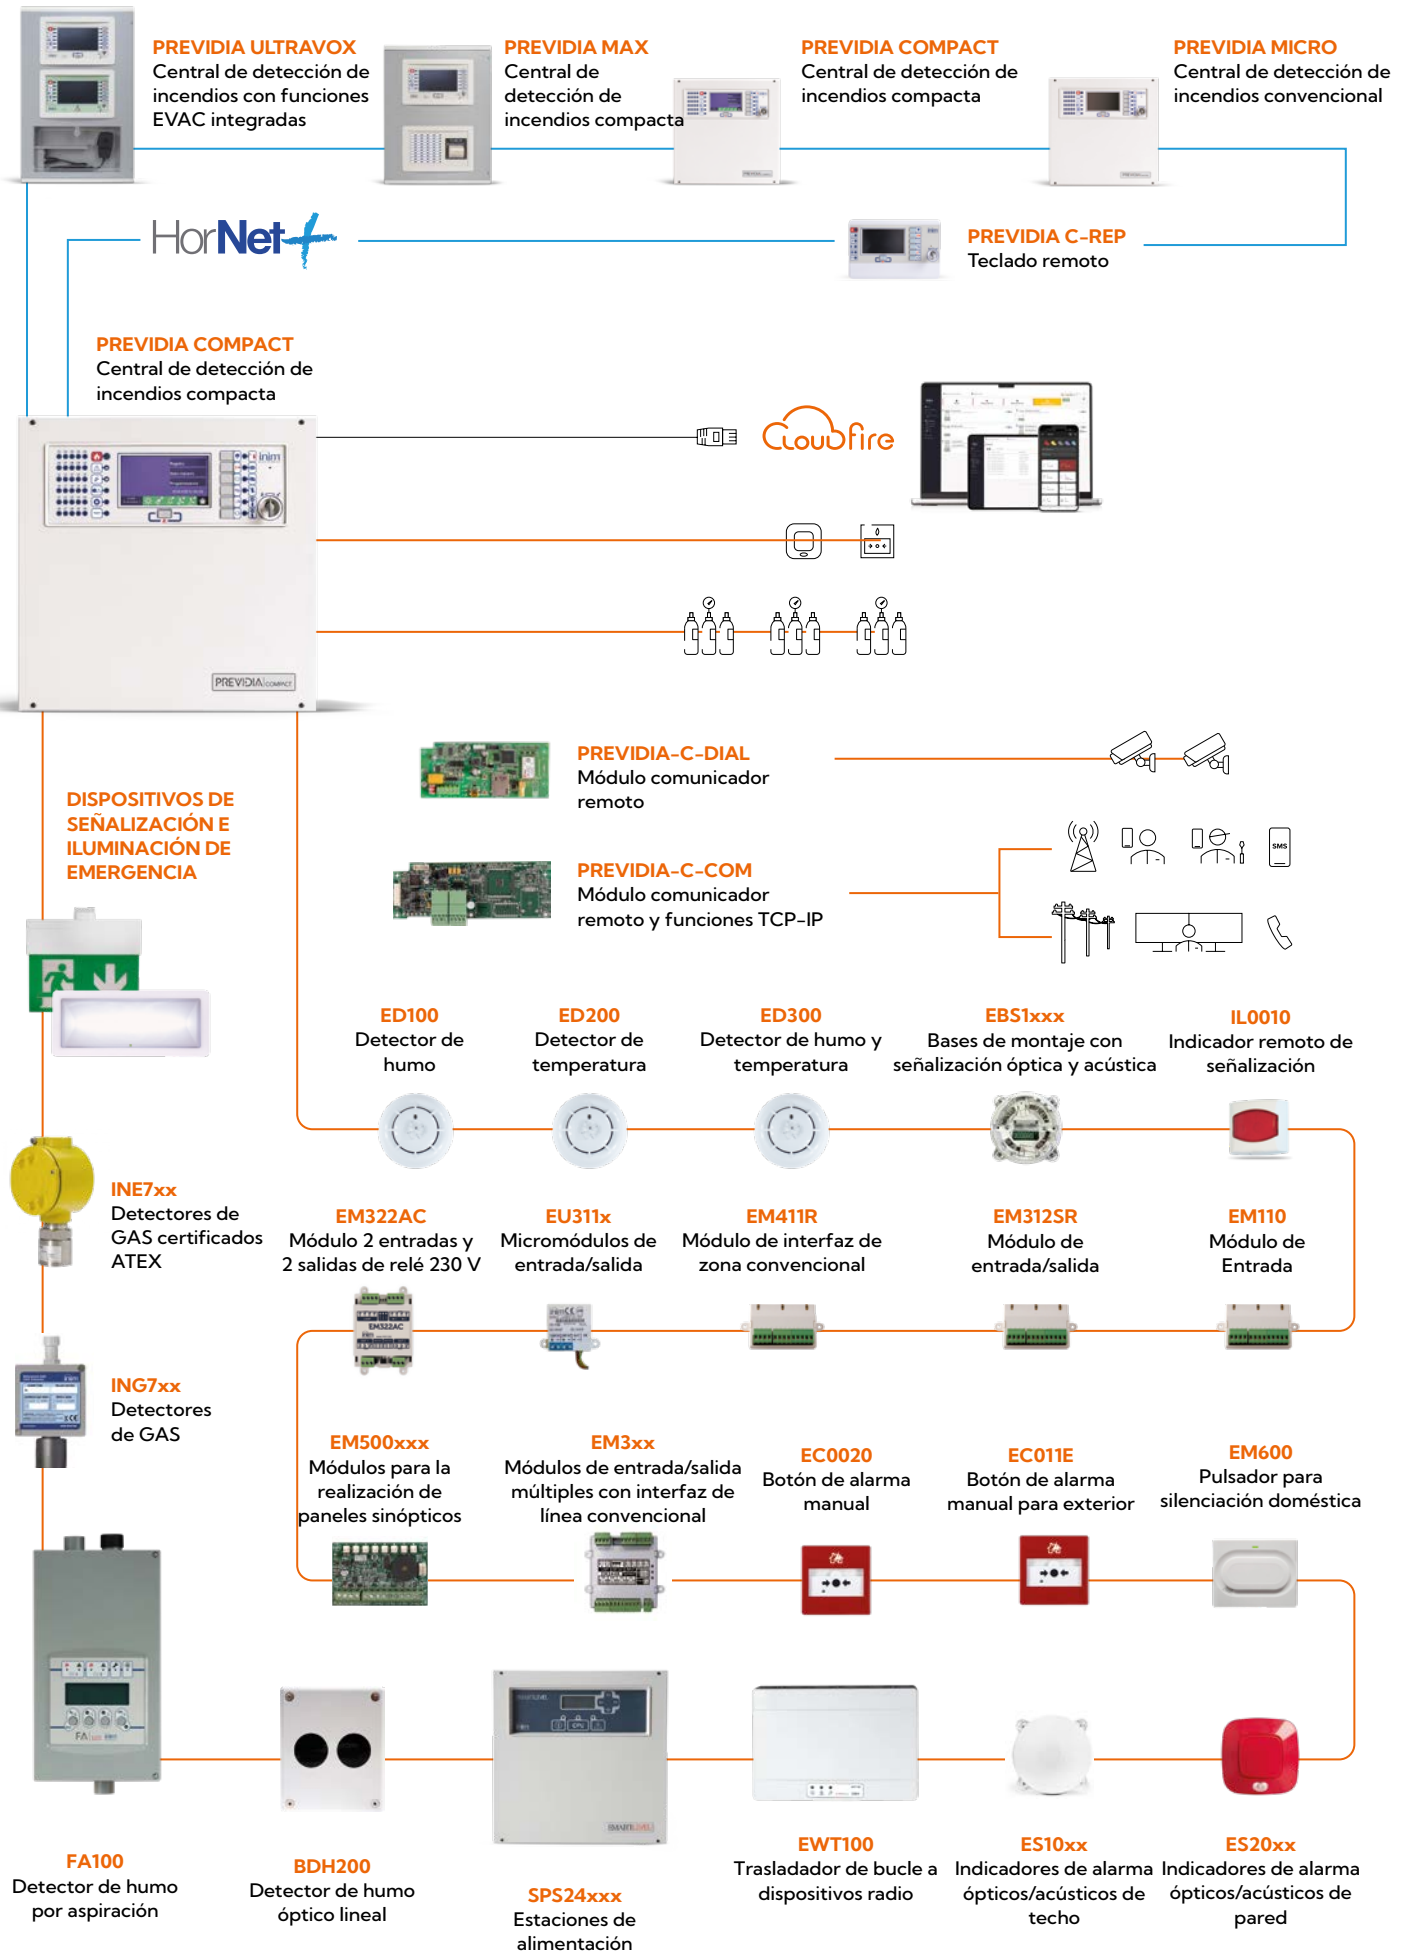 PREVIDIA ULTRAVOX
Central de detección de
incendios con funciones
EVAC integradas
PREVIDIA MAX
Central de
detección de
incendios compacta
PREVIDIA COMPACT
Central de detección de
incendios compacta
PREVIDIA MICRO
Central de detección de
incendios convencional
HorNet+
PREVIDIA C-REP
Teclado remoto
PREVIDIA COMPACT
Central de detección de
incendios compacta
inim
CLOUDfire
PREVIDIA COMPACT
PREVIDIA-C-DIAL
Módulo comunicador
remoto
DISPOSITIVOS DE
SEÑALIZACIÓN E
ILUMINACIÓN DE
EMERGENCIA
PREVIDIA-C-COM
Módulo comunicador
remoto y funciones TCP-IP
SMS
ED100
Detector de
humo
ED200
Detector de
temperatura
ED300
Detector de humo y
temperatura
EBS1xxx
Bases de montaje con
señalización óptica y acústica
IL0010
Indicador remoto de
señalización
INE7xx
Detectores de
GAS certificados
ATEX
EM322AC
Módulo 2 entradas y
2 salidas de relé 230 V
EU311x
Micromódulos de
entrada/salida
EM411R
Módulo de interfaz de
zona convencional
EM312SR
Módulo de
entrada/salida
EM110
Módulo de
Entrada
EM322AC
inim
ING7xx
Detectores
de GAS
EM500xxx
Módulos para la
realización de
paneles sinópticos
EM3xx
Módulos de entrada/salida
múltiples con interfaz de
línea convencional
EC0020
Botón de alarma
manual
EC011E
Botón de alarma
manual para exterior
EM600
Pulsador para
silenciación doméstica
SMARTLEVEL
FA100
Detector de humo
por aspiración
BDH200
Detector de humo
óptico lineal
SPS24xxx
Estaciones de
alimentación
EWT100
Trasladador de bucle a
dispositivos radio
ES10xx
Indicadores de alarma
ópticos/acústicos de
techo
ES20xx
Indicadores de alarma
ópticos/acústicos de
pared